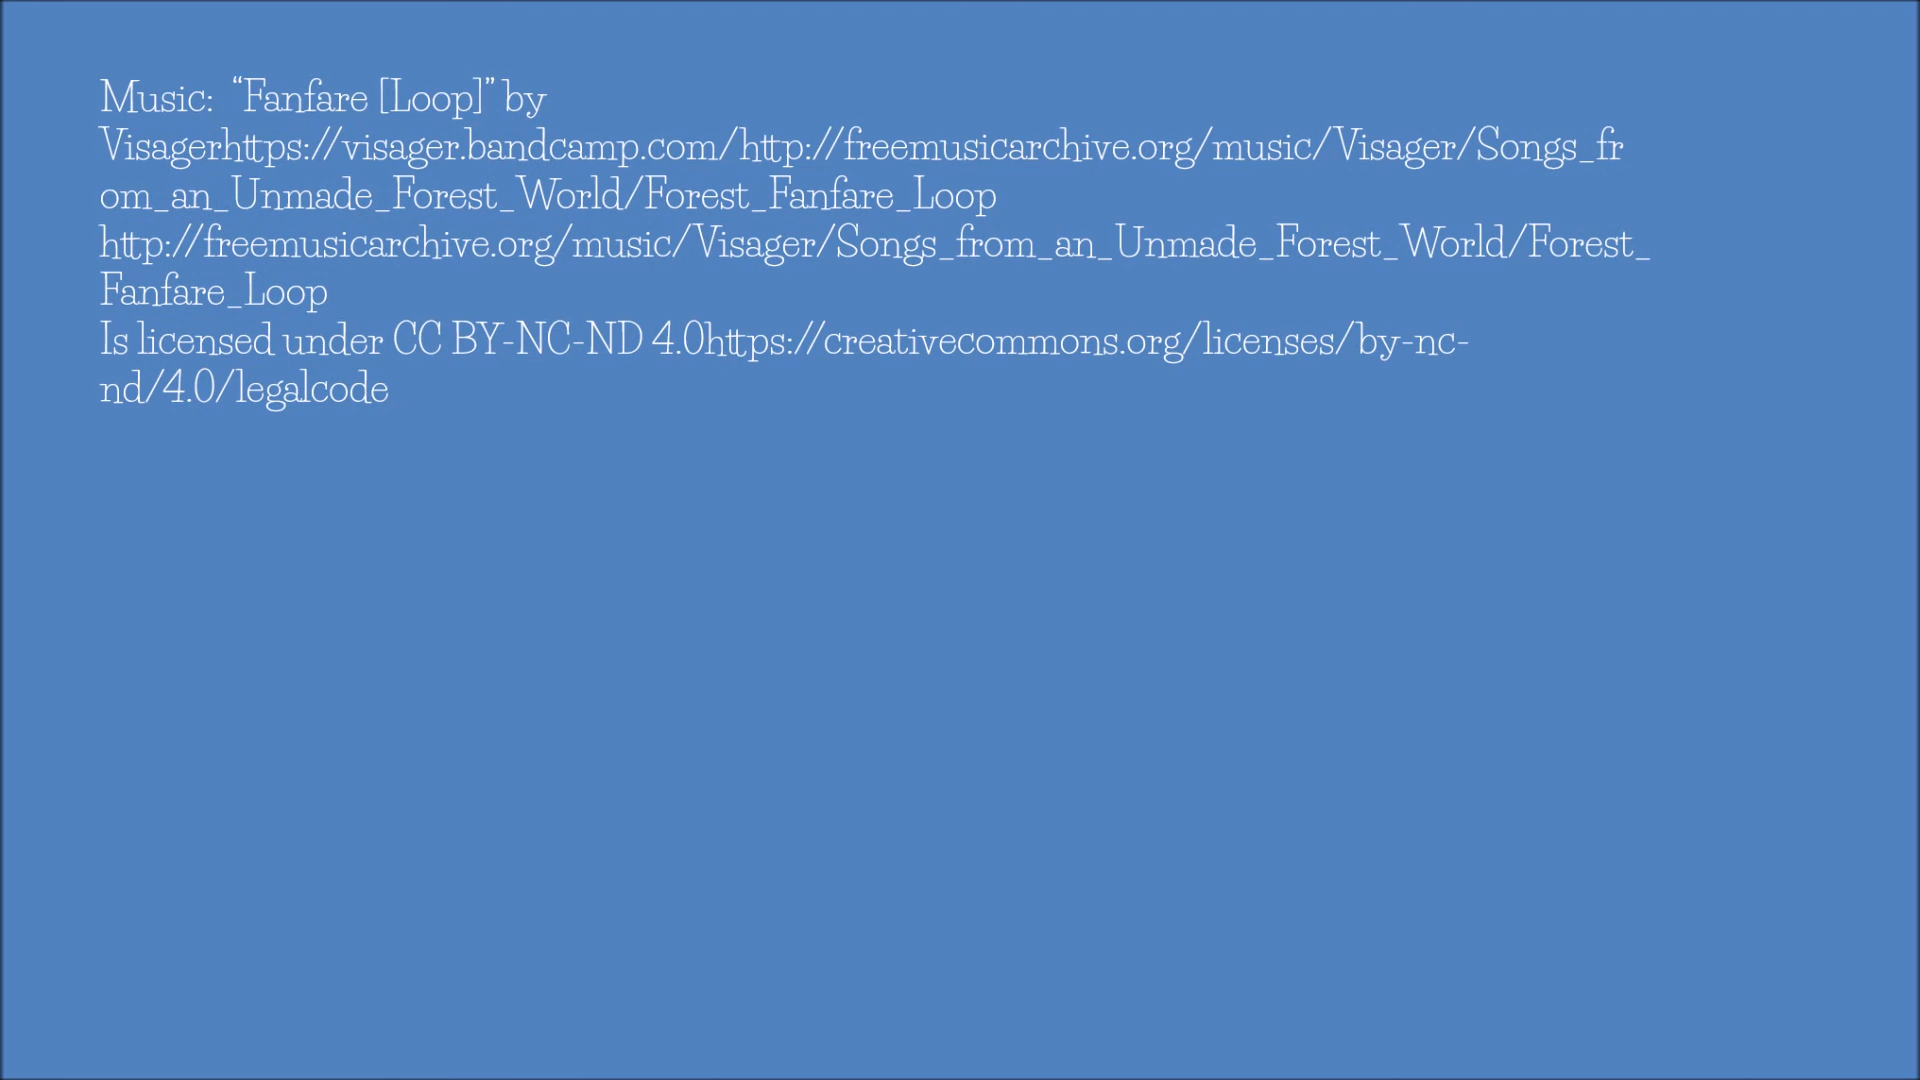 Music:  “Fanfare [Loop]” by
Visagerhttps://visager.bandcamp.com/http://freemusicarchive.org/music/Visager/Songs_fr
om_an_Unmade_Forest_World/Forest_Fanfare_Loop
http://freemusicarchive.org/music/Visager/Songs_from_an_Unmade_Forest_World/Forest_
Fanfare_Loop
Is licensed under CC BY-NC-ND 4.0https://creativecommons.org/licenses/by-nc-
nd/4.0/legalcode